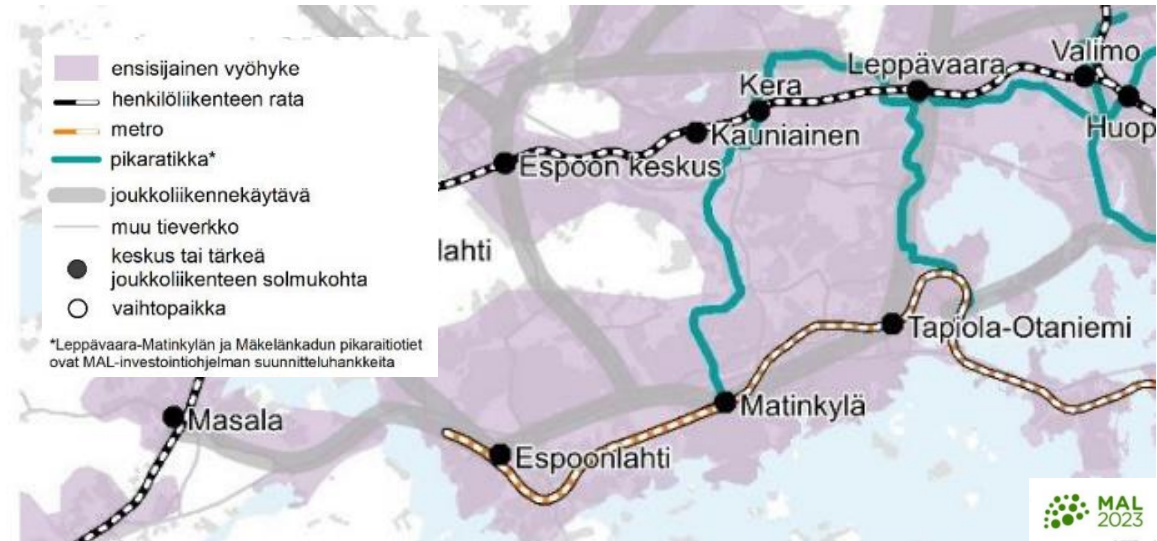 ensisijainen vyöhyke
henkilöliikenteen rata
metro
pikaratikka*
joukkoliikennekäytävä
muu tieverkko
keskus tai tärkeä
joukkoliikenteen solmukohta
vaihtopaikka
*Leppävaara-Matinkylän ja Mäkelänkadun pikaraitiotiet
ovat MAL-investointiohjelman suunnitteluhankkeita
Valimo
Leppävaara
Kera
Huop
Kauniainen
Espoon keskus
lahti
Tapiola-Otaniemi
Matinkylä
Masala
Espoonlahti
MAL
2023